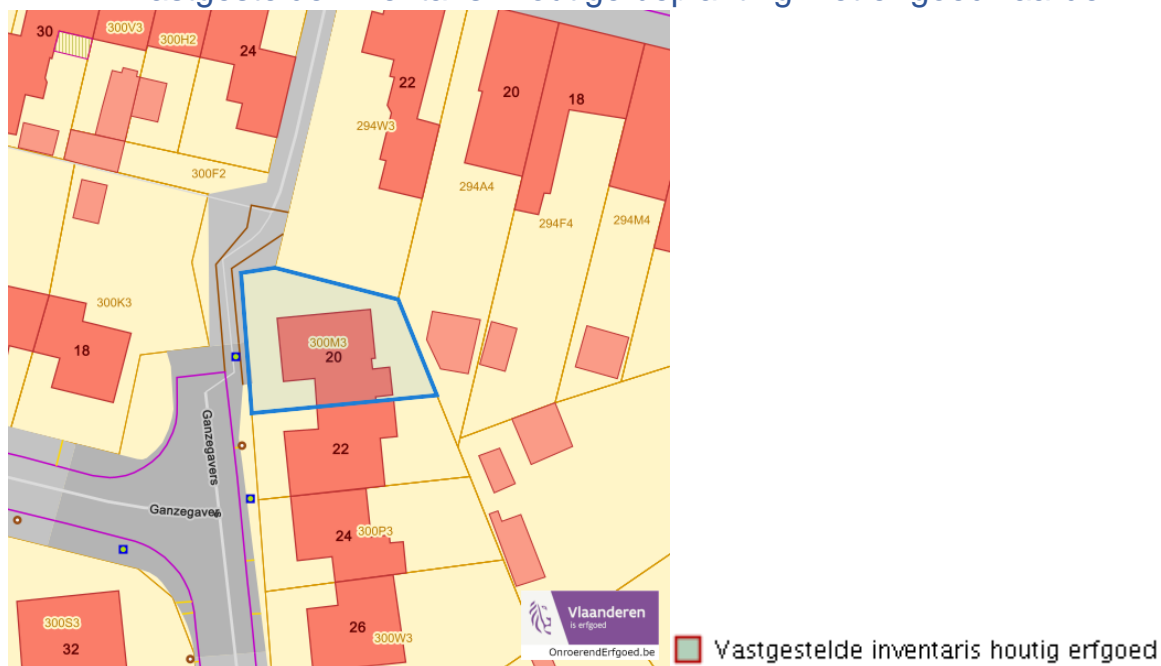 30
300V3
300H2
24
22
20
18
294W3
300F2
294A4
294F4
294M4
300K3
18
300M3
20
Ganzegavers
22
Ganzegavers
24 300P3
300S3
32
26
300W3
Vlaanderen
is erfgoed
OnroerendErfgoed.be
Vastgestelde inventaris houtig erfgoed